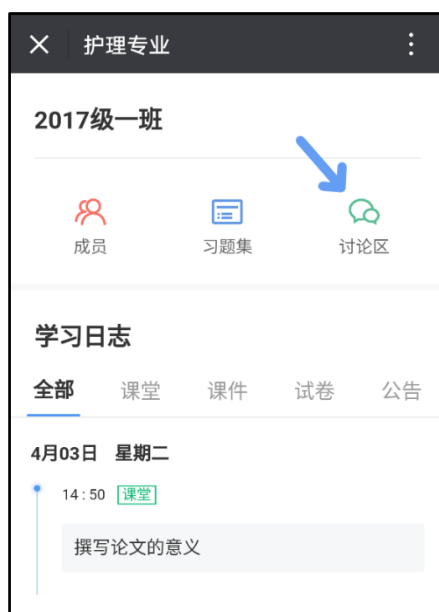 护理专业
2017级一班
成员 习题集 讨论区
学习日志
全部 课堂 课件 试卷 公告
4月03日 星期二
14:50 课堂
撰写论文的意义